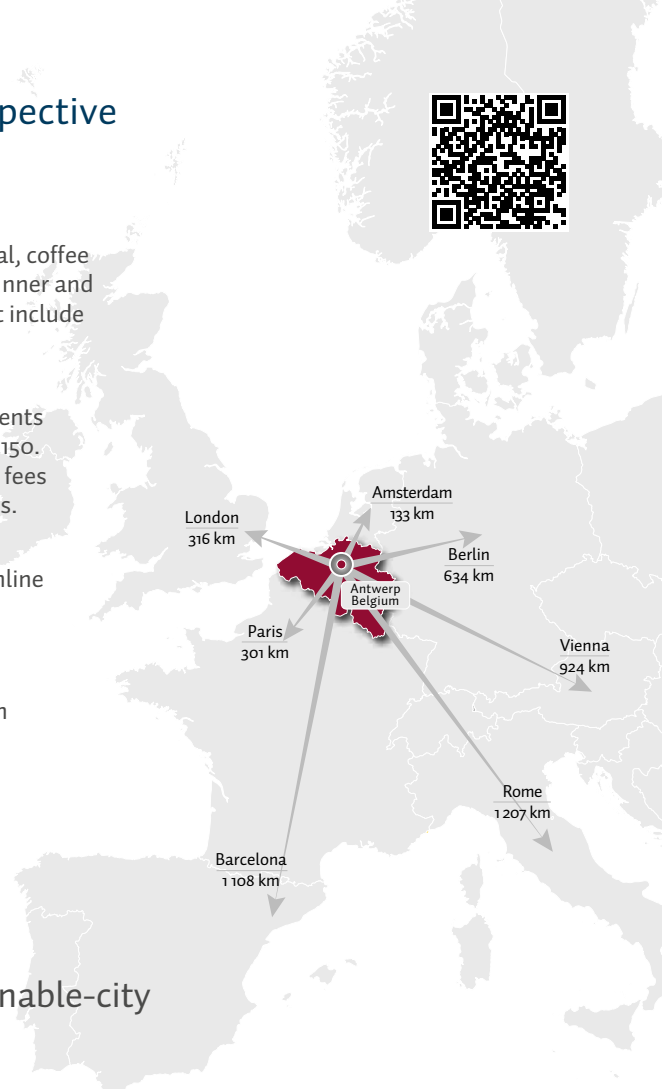 pective
al, coffee
nner and
t include
ents
150.
fees
s.
nline
n
nable-city
Amsterdam
133 km
London
316 km
Berlin
634 km
Antwerp
Belgium
Paris
301 km
Vienna
924 km
Rome
1 207 km
Barcelona
1 108 km